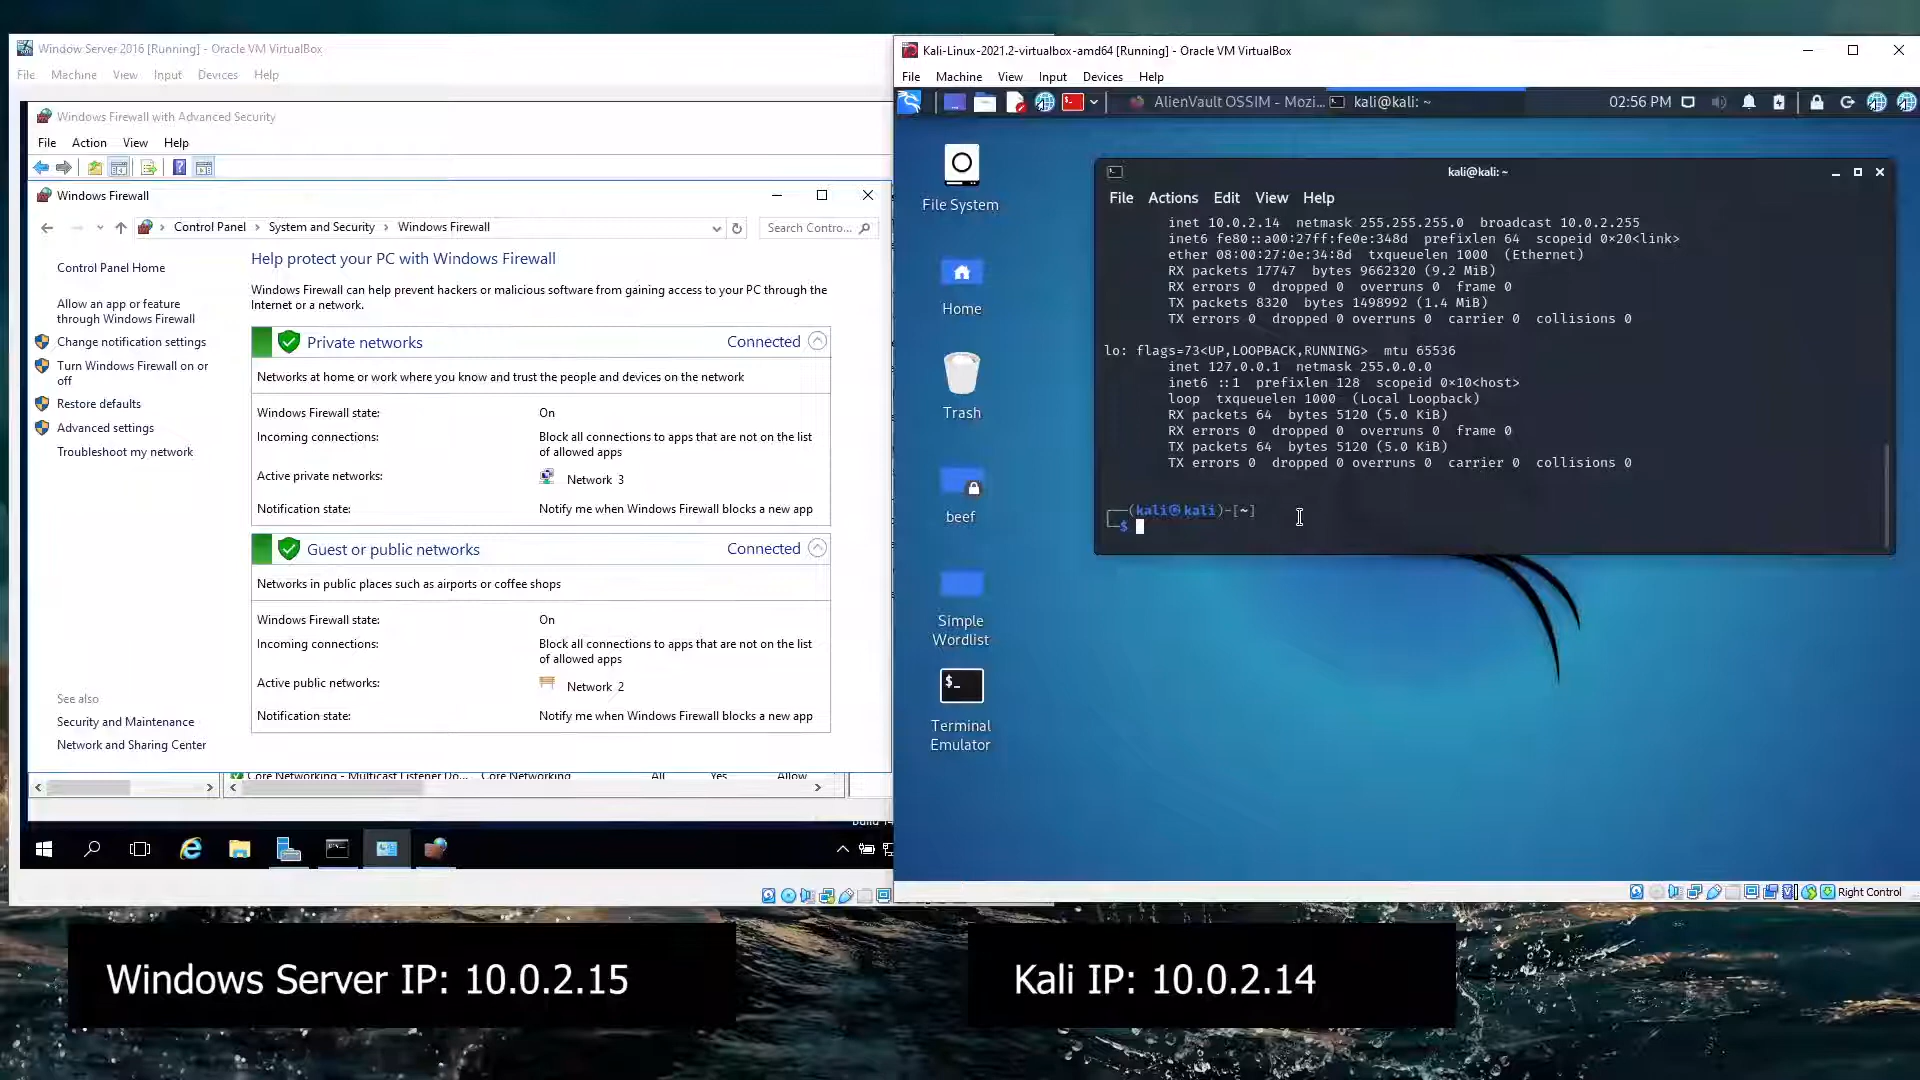 Window Server 2016 [Running] - Oracle VM VirtualBox
File Machine View Input Devices Help
Windows Firewall with Advanced Security
File Action View Help
Windows Firewall
Control Panel > System and Security > Windows Firewall
Search Contro...
Control Panel Home
Allow an app or feature
through Windows Firewall
Change notification settings
Turn Windows Firewall on or
off
Restore defaults
Advanced settings
Troubleshoot my network
See also
Security and Maintenance
Network and Sharing Center
Help protect your PC with Windows Firewall
Windows Firewall can help prevent hackers or malicious software from gaining access to your PC through the
Internet or a network.
Private networks Connected
Networks at home or work where you know and trust the people and devices on the network
Windows Firewall state: On
Incoming connections: Block all connections to apps that are not on the list
of allowed apps
Active private networks: Network 3
Notification state: Notify me when Windows Firewall blocks a new app
Guest or public networks Connected
Networks in public places such as airports or coffee shops
Windows Firewall state: On
Incoming connections: Block all connections to apps that are not on the list
of allowed apps
Active public networks: Network 2
Notification state: Notify me when Windows Firewall blocks a new app
Core Networking - Multicast Listener Do... Core Networking All Yes Allow
Kali-Linux-2021.2-virtualbox-amd64 [Running] - Oracle VM VirtualBox
File Machine View Input Devices Help
AlienVault OSSIM - Mozi... kali@kali: ~ 02:56 PM
File System
Home
Trash
beef
Simple
Wordlist
Terminal
Emulator
kali@kali: ~
File Actions Edit View Help
inet 10.0.2.14 netmask 255.255.255.0 broadcast 10.0.2.255
inet6 fe80::a00:27ff:fe0e:348d prefixlen 64 scopeid 0×20<link>
ether 08:00:27:0e:34:8d txqueuelen 1000 (Ethernet)
RX packets 17747 bytes 9662320 (9.2 MiB)
RX errors 0 dropped 0 overruns 0 frame 0
TX packets 8320 bytes 1498992 (1.4 MiB)
TX errors 0 dropped 0 overruns 0 carrier 0 collisions 0
lo: flags=73<UP,LOOPBACK,RUNNING> mtu 65536
inet 127.0.0.1 netmask 255.0.0.0
inet6 ::1 prefixlen 128 scopeid 0×10<host>
loop txqueuelen 1000 (Local Loopback)
RX packets 64 bytes 5120 (5.0 KiB)
RX errors 0 dropped 0 overruns 0 frame 0
TX packets 64 bytes 5120 (5.0 KiB)
TX errors 0 dropped 0 overruns 0 carrier 0 collisions 0
┌──(kali㉿kali)-[~]
└─$
Right Control
Windows Server IP: 10.0.2.15
Kali IP: 10.0.2.14